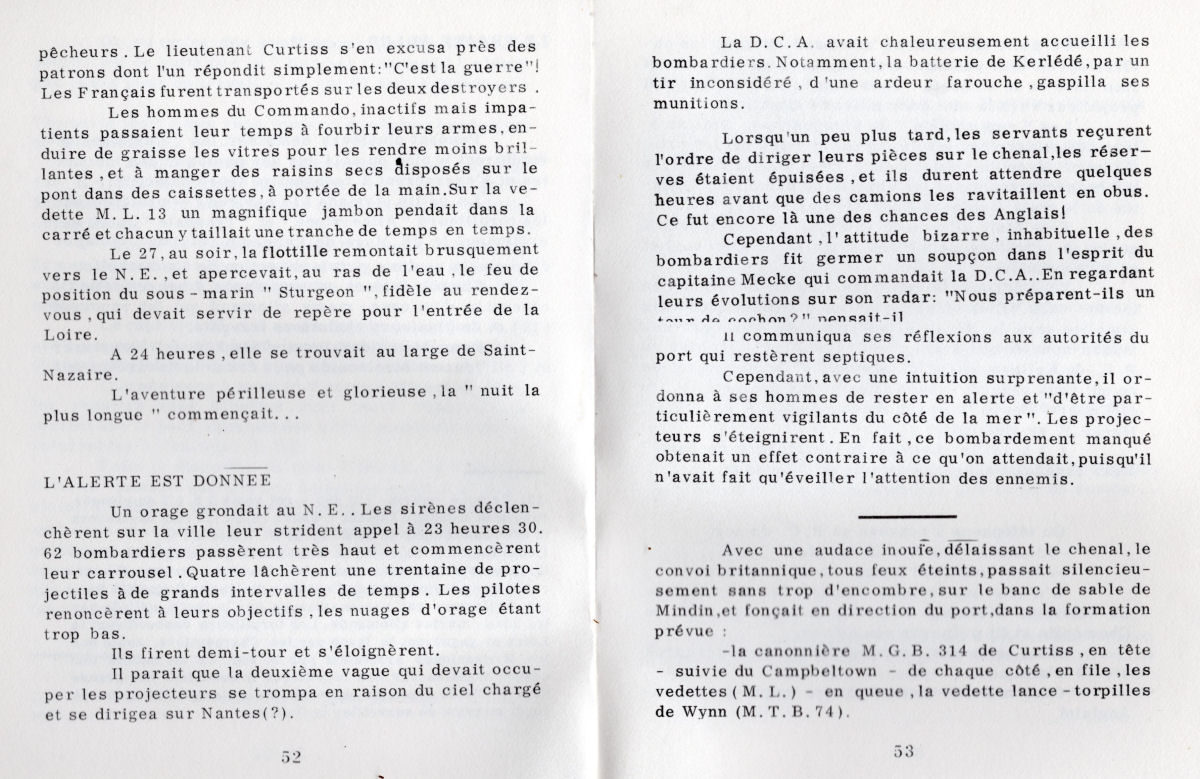 pêcheurs. Le lieutenant Curtiss s'en excusa près des
patrons dont l'un répondit simplement:"C'est la guerre"!
Les Français furent transportés sur les deux destroyers.
Les hommes du Commando, inactifs mais impa-
tients passaient leur temps à fourbir leurs armes, en-
duire de graisse les vitres pour les rendre moins bril-
lantes, et à manger des raisins secs disposés sur le
pont dans des caissettes, à portée de la main. Sur la ve-
dette M.L. 13 un magnifique jambon pendait dans la
carré et chacun y taillait une tranche de temps en temps.
Le 27, au soir, la flottille remontait brusquement
vers le N.E., et apercevait, au ras de l'eau, le feu de
position du sous-marin "Sturgeon", fidèle au rendez-
vous, qui devait servir de repère pour l'entrée de la
Loire.
A 24 heures, elle se trouvait au large de Saint-
Nazaire.
L'aventure périlleuse et glorieuse, la "nuit la
plus longue" commençait...
L'ALERTE EST DONNEE
Un orage grondait au N.E.. Les sirènes déclen-
chèrent sur la ville leur strident appel à 23 heures 30.
62 bombardiers passèrent très haut et commencèrent
leur carrousel. Quatre lâchèrent une trentaine de pro-
jectiles à de grands intervalles de temps. Les pilotes
renoncèrent à leurs objectifs, les nuages d'orage étant
trop bas.
Ils firent demi-tour et s'éloignèrent.
Il parait que la deuxième vague qui devait occu-
per les projecteurs se trompa en raison du ciel chargé
et se dirigea sur Nantes(?).
52
La D.C.A. avait chaleureusement accueilli les
bombardiers. Notamment, la batterie de Kerlédé, par un
tir inconsidéré, d'une ardeur farouche, gaspilla ses
munitions.
Lorsqu'un peu plus tard, les servants reçurent
l'ordre de diriger leurs pièces sur le chenal, les réser-
ves étaient épuisées, et ils durent attendre quelques
heures avant que des camions les ravitaillent en obus.
Ce fut encore là une des chances des Anglais!
Cependant, l'attitude bizarre, inhabituelle, des
bombardiers fit germer un soupçon dans l'esprit du
capitaine Mecke qui commandait la D.C.A.. En regardant
leurs évolutions sur son radar: "Nous préparent-ils un
tour de cochon?" pensait-il
Il communiqua ses réflexions aux autorités du
port qui restèrent septiques.
Cependant, avec une intuition surprenante, il or-
donna à ses hommes de rester en alerte et "d'être par-
ticulièrement vigilants du côté de la mer". Les projec-
teurs s'éteignirent. En fait, ce bombardement manqué
obtenait un effet contraire à ce qu'on attendait, puisqu'il
n'avait fait qu'éveiller l'attention des ennemis.
Avec une audace inouïe, délaissant le chenal, le
convoi britannique, tous feux éteints, passait silencieu-
sement sans trop d'encombre, sur le banc de sable de
Mindin, et fonçait en direction du port, dans la formation
prévue :
-la canonnière M.G.B. 314 de Curtiss, en tête
- suivie du Campbeltown - de chaque côté, en file, les
vedettes (M.L.) - en queue, la vedette lance-torpilles
de Wynn (M.T.B. 74).
53